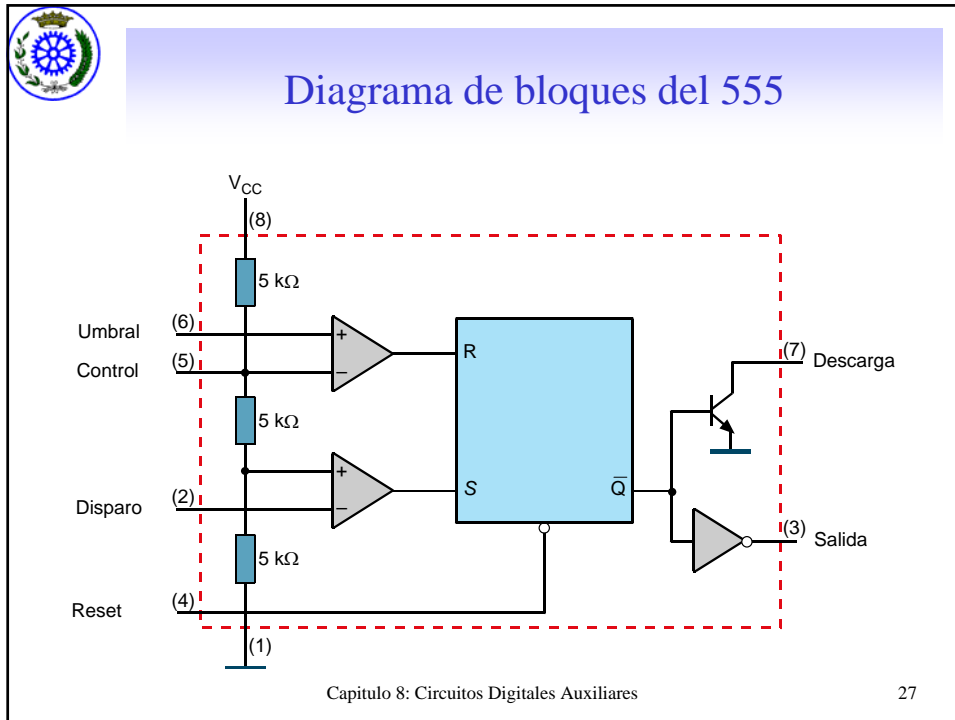 Diagrama de bloques del 555
V_CC
(8)
5 kΩ
Umbral (6)
+
R
(7) Descarga
Control (5)
–
5 kΩ
+
S
Q̅
Disparo (2)
–
(3) Salida
5 kΩ
Reset (4)
(1)
Capitulo 8: Circuitos Digitales Auxiliares 27